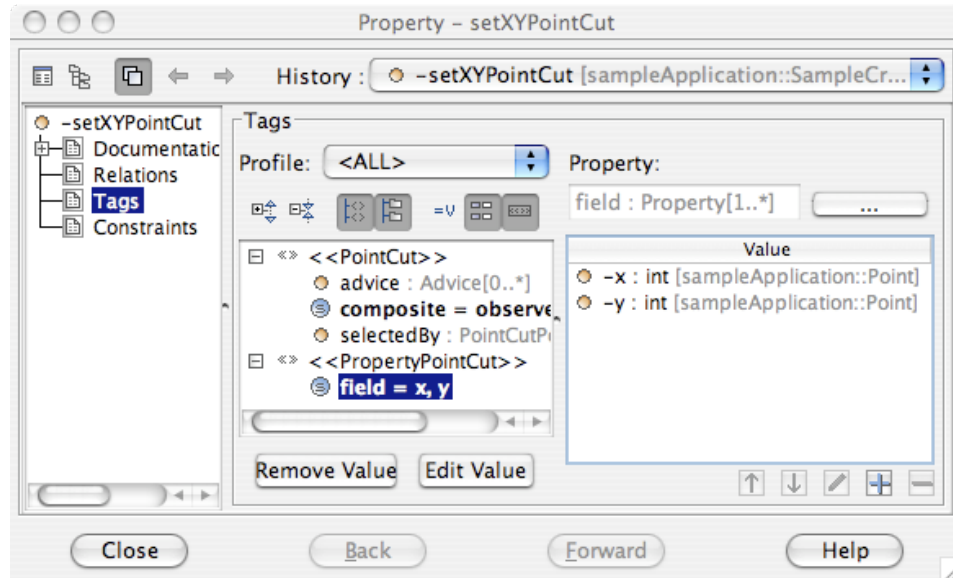 Property – setXYPointCut
History : -setXYPointCut [sampleApplication::SampleCr...
-setXYPointCut
Documentatic
Relations
Tags
Constraints
Tags
Profile: <ALL>
=V
<<PointCut>>
advice : Advice[0..*]
composite = observe
selectedBy : PointCutP
<<PropertyPointCut>>
field = x, y
Remove Value
Edit Value
Property:
field : Property[1..*]
...
Value
-x : int [sampleApplication::Point]
-y : int [sampleApplication::Point]
Close
Back
Forward
Help